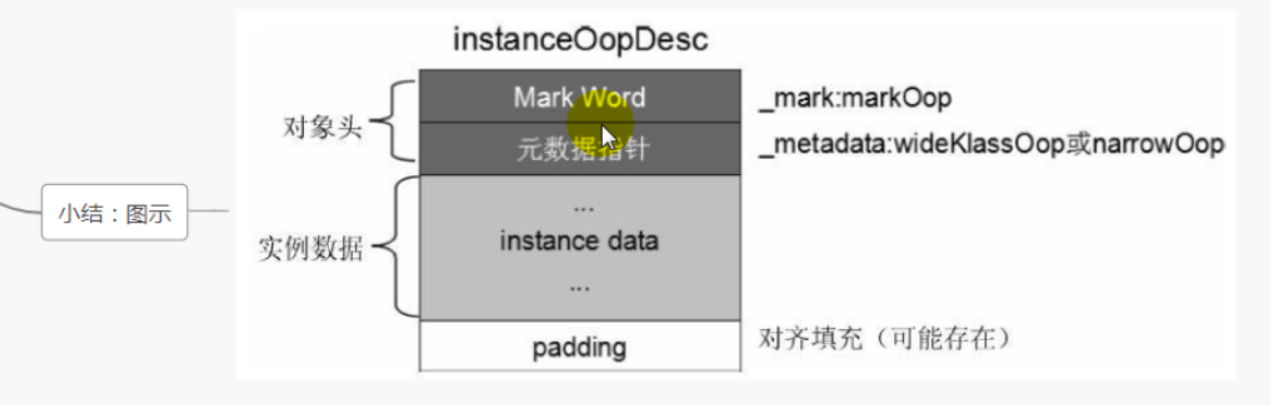 instanceOopDesc
对象头
Mark Word
_mark:markOop
元数据指针
_metadata:wideKlassOop或narrowOop
小结：图示
实例数据
...
instance data
...
padding
对齐填充（可能存在）